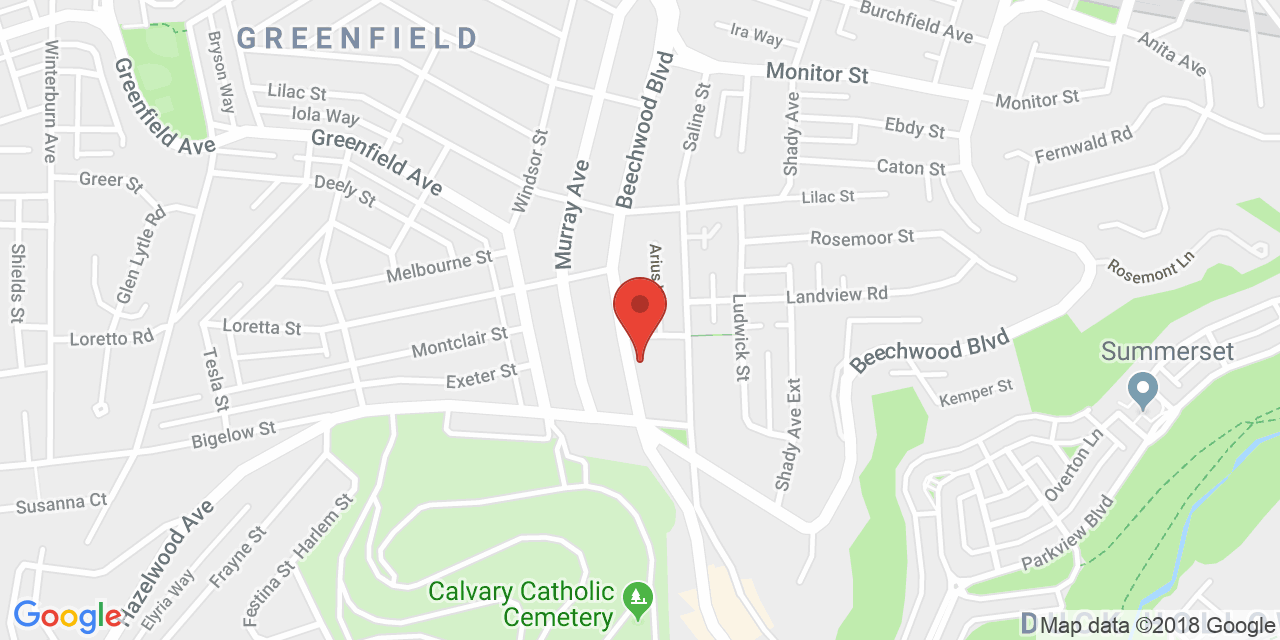 Burchfield Ave
Ira Way
Anita Ave
GREENFIELD
Winterburn Ave
Bryson Way
Greenfield Ave
Monitor St
Beechwood Blvd
Lilac St
Iola Way
Monitor St
Saline St
Shady Ave
Ebdy St
Fernwald Rd
Greenfield Ave
Windsor St
Caton St
Greer St
Deely St
Lilac St
Murray Ave
Glen Lytle Rd
Rosemoor St
Shields St
Melbourne St
Arius
Rosemont Ln
Landview Rd
Loretta St
Loretto Rd
Montclair St
Ludwick St
Beechwood Blvd
Summerset
Tesla St
Exeter St
Kemper St
Shady Ave Ext
Bigelow St
Overton Ln
Susanna Ct
Hazelwood Ave
Harlem St
Parkview Blvd
Frayne St
Festina St
Elyria Way
Calvary Catholic
Cemetery
Google
Map data ©2018 Google